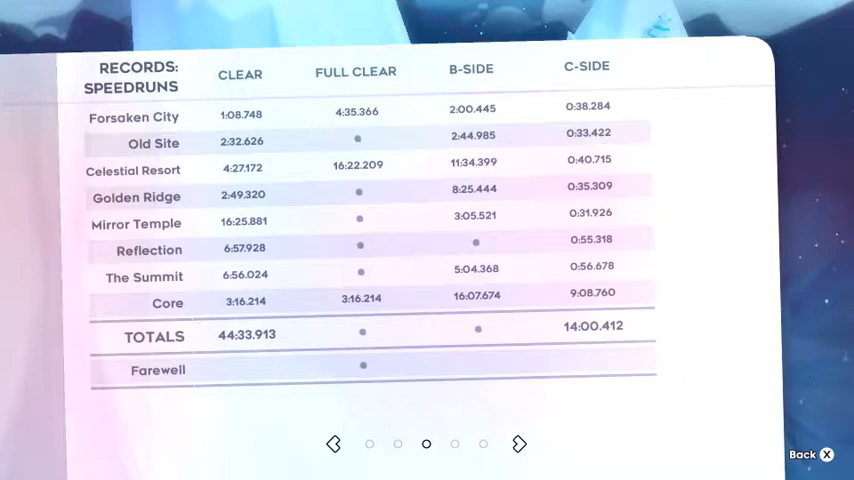 RECORDS: SPEEDRUNS CLEAR FULL CLEAR B-SIDE C-SIDE
Forsaken City 1:08.748 4:35.366 2:00.445 0:38.284
Old Site 2:32.626 • 2:44.985 0:33.422
Celestial Resort 4:27.172 16:22.209 11:34.399 0:40.715
Golden Ridge 2:49.320 • 8:25.444 0:35.309
Mirror Temple 16:25.881 • 3:05.521 0:31.926
Reflection 6:57.928 • • 0:55.318
The Summit 6:56.024 • 5:04.368 0:56.678
Core 3:16.214 3:16.214 16:07.674 9:08.760
TOTALS 44:33.913 • • 14:00.412
Farewell •
Back X